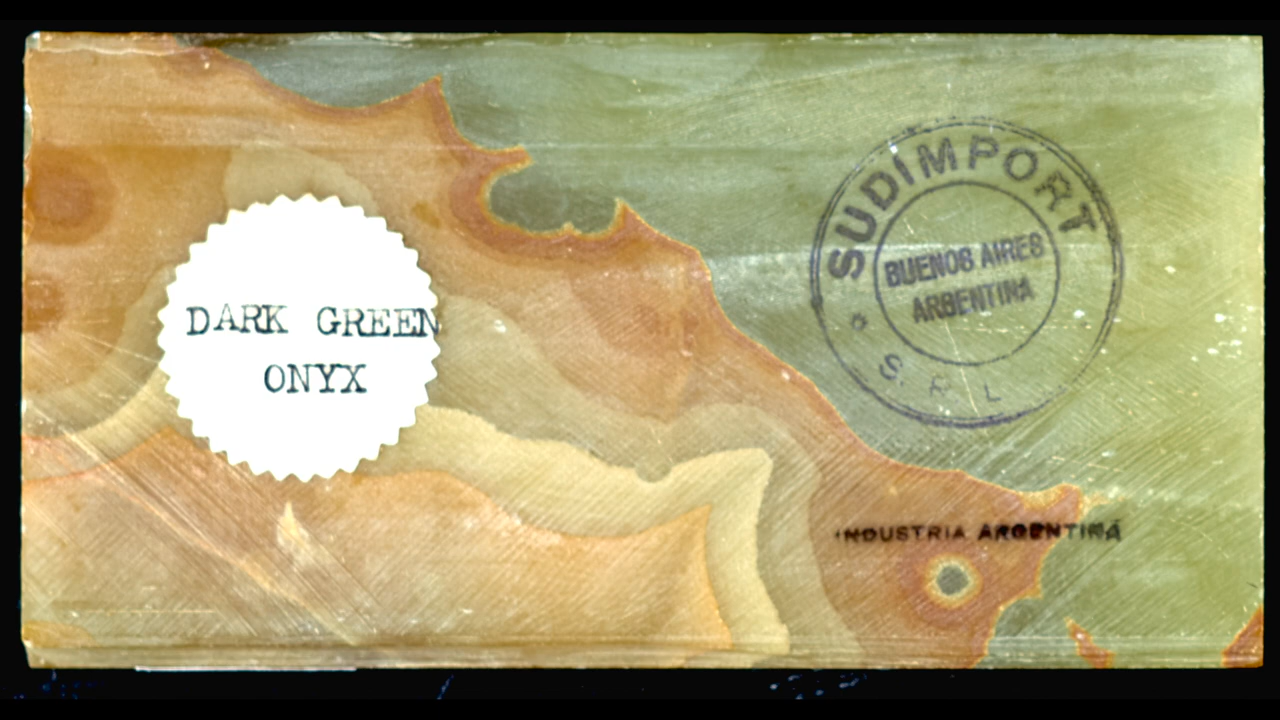 DARK GREEN
ONYX
SUDIMPORT
BUENOS AIRES
ARGENTINA
S. R. L
INDUSTRIA ARGENTINA